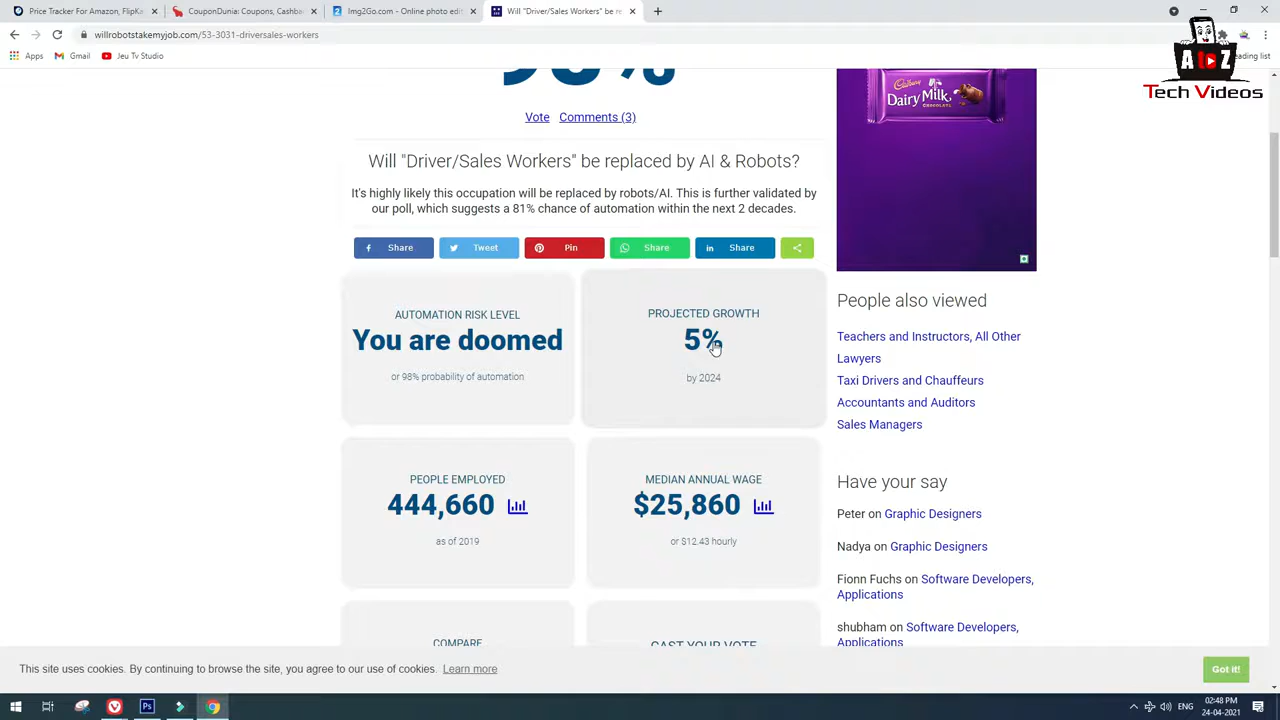 Price Tracker For Amazon, FlipKa
CouponDunia: Coupons, Cashb
Img2Go.com - Online photo edit
Will "Driver/Sales Workers" be re
willrobotstakemyjob.com/53-3031-driversales-workers
Apps
Gmail
Jeu Tv Studio
eading list
A to Z
Tech Videos
98%
Cadbury
Dairy Milk
CHOCOLATE
Vote
Comments (3)
Will "Driver/Sales Workers" be replaced by AI & Robots?
It's highly likely this occupation will be replaced by robots/AI. This is further validated by
our poll, which suggests a 81% chance of automation within the next 2 decades.
Share
Tweet
Pin
Share
Share
AUTOMATION RISK LEVEL
You are doomed
or 98% probability of automation
PROJECTED GROWTH
5%
by 2024
PEOPLE EMPLOYED
444,660
as of 2019
MEDIAN ANNUAL WAGE
$25,860
or $12.43 hourly
COMPARE
CAST YOUR VOTE
People also viewed
Teachers and Instructors, All Other
Lawyers
Taxi Drivers and Chauffeurs
Accountants and Auditors
Sales Managers
Have your say
Peter on Graphic Designers
Nadya on Graphic Designers
Fionn Fuchs on Software Developers,
Applications
shubham on Software Developers,
Applications
This site uses cookies. By continuing to browse the site, you agree to our use of cookies. Learn more
Got it!
ENG
02:48 PM
24-04-2021